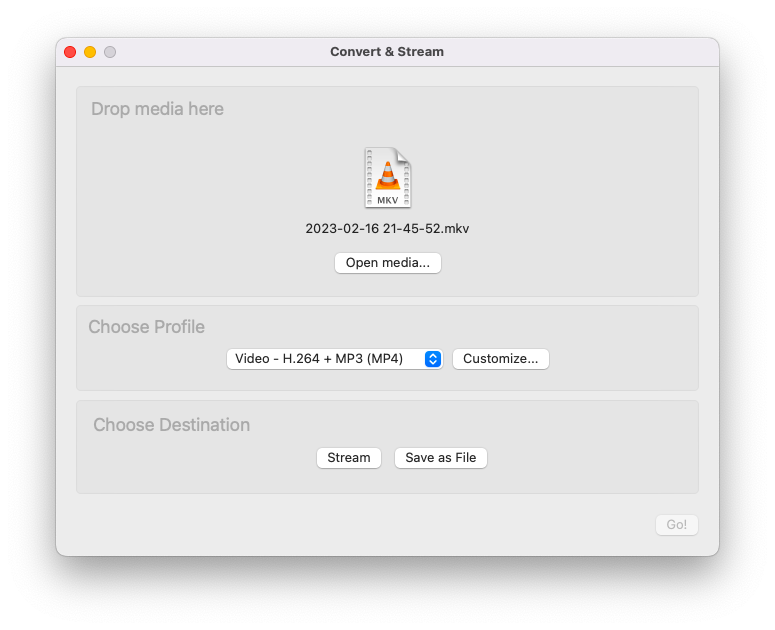 Convert & Stream
Drop media here
MKV
2023-02-16 21-45-52.mkv
Open media...
Choose Profile
Video - H.264 + MP3 (MP4)
Customize...
Choose Destination
Stream
Save as File
Go!